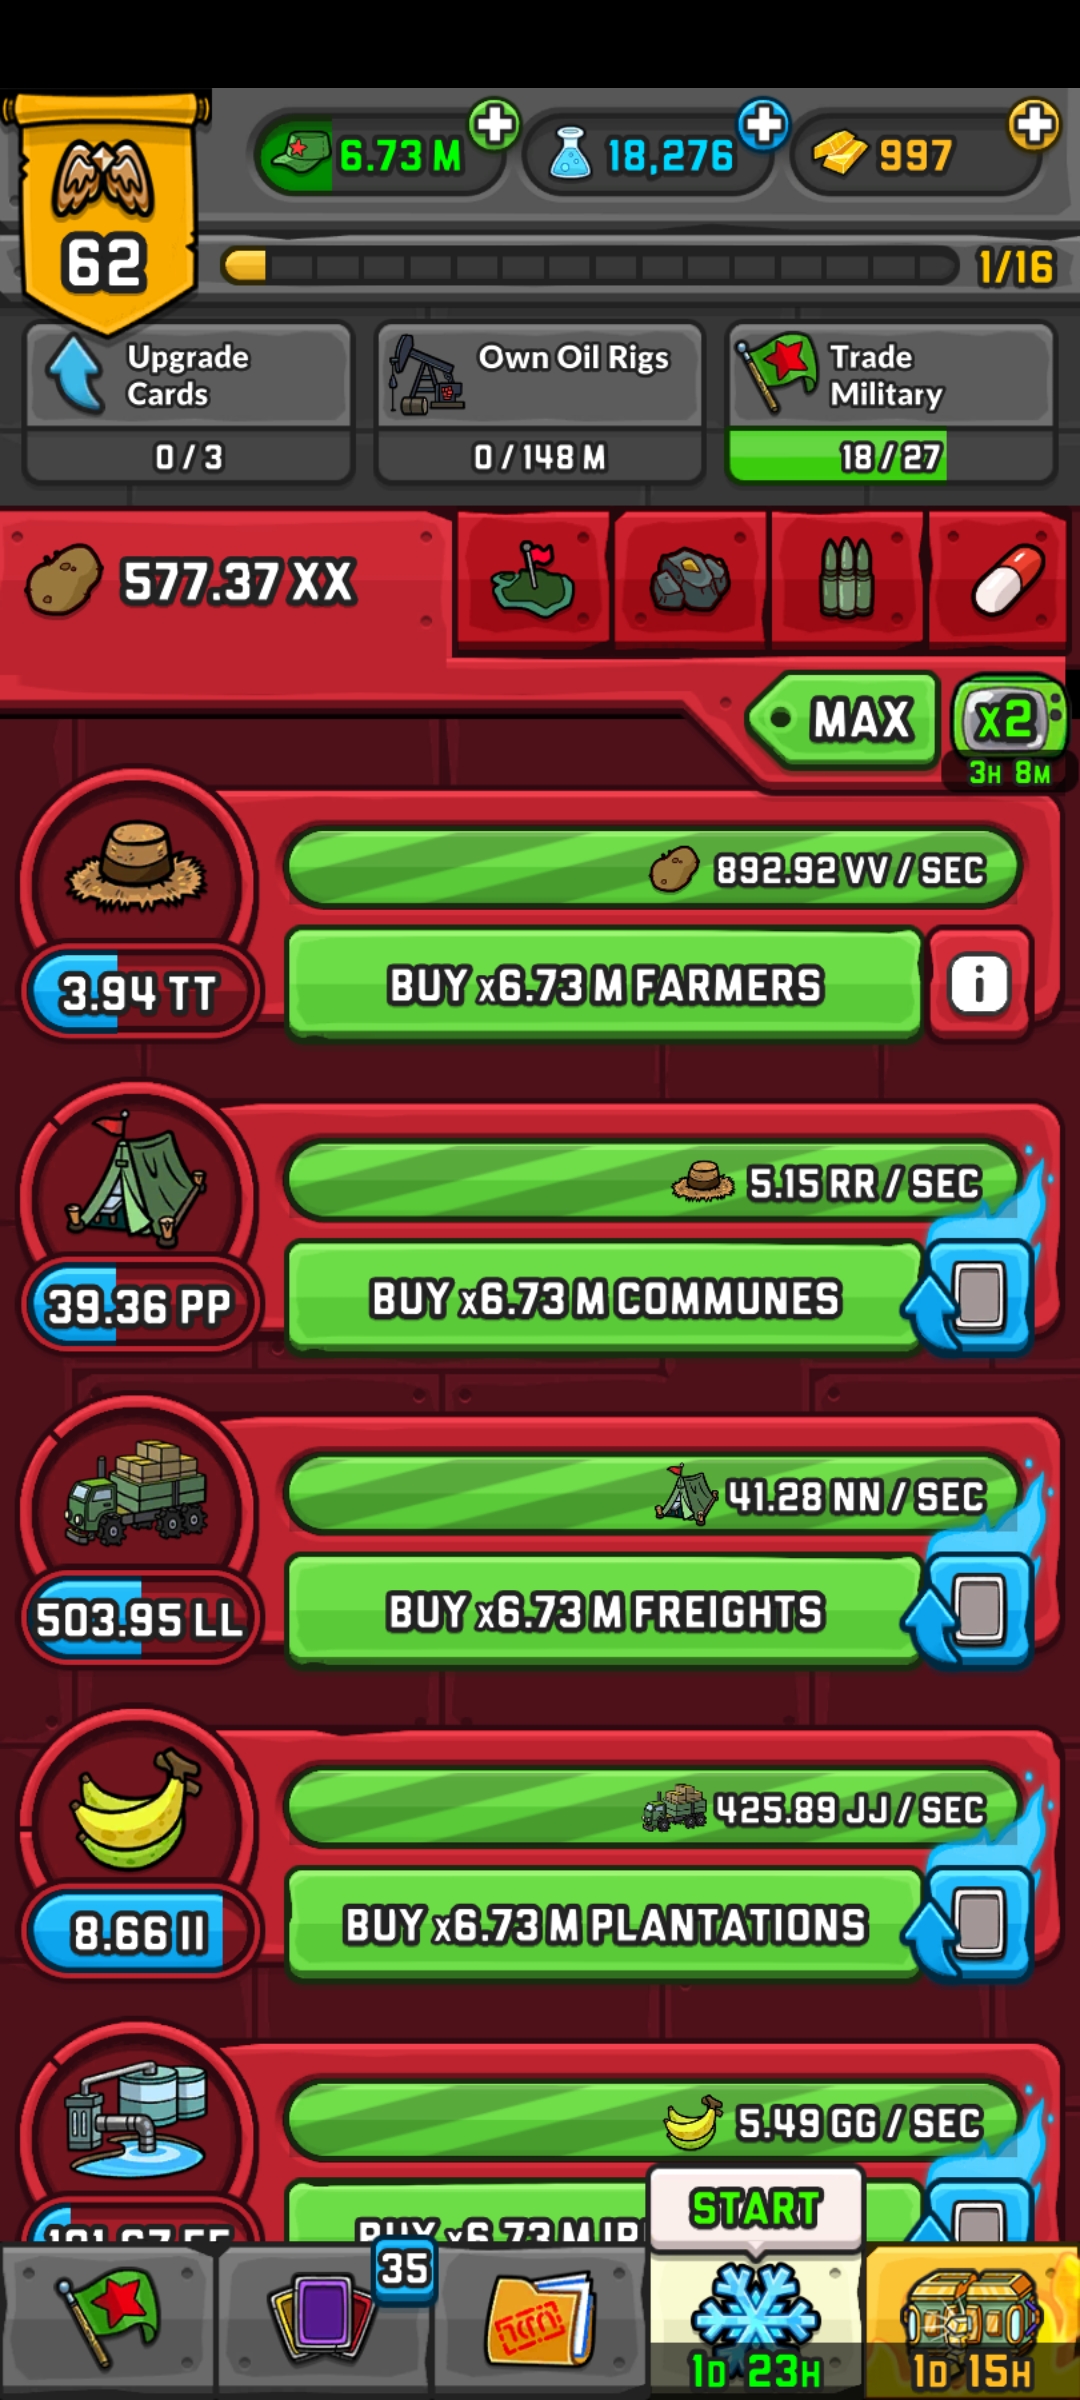 6.73 M
18,276
997
62
1/16
Upgrade
Cards
0 / 3
Own Oil Rigs
0 / 148 M
Trade
Military
18 / 27
577.37 XX
MAX
x2
3H 8M
892.92 VV / SEC
3.94 TT
BUY x6.73 M FARMERS
i
5.15 RR / SEC
39.36 PP
BUY x6.73 M COMMUNES
41.28 NN / SEC
503.95 LL
BUY x6.73 M FREIGHTS
425.89 JJ / SEC
8.66 II
BUY x6.73 M PLANTATIONS
5.49 GG / SEC
BUY x6.73 M
START
35
1D 23H
1D 15H